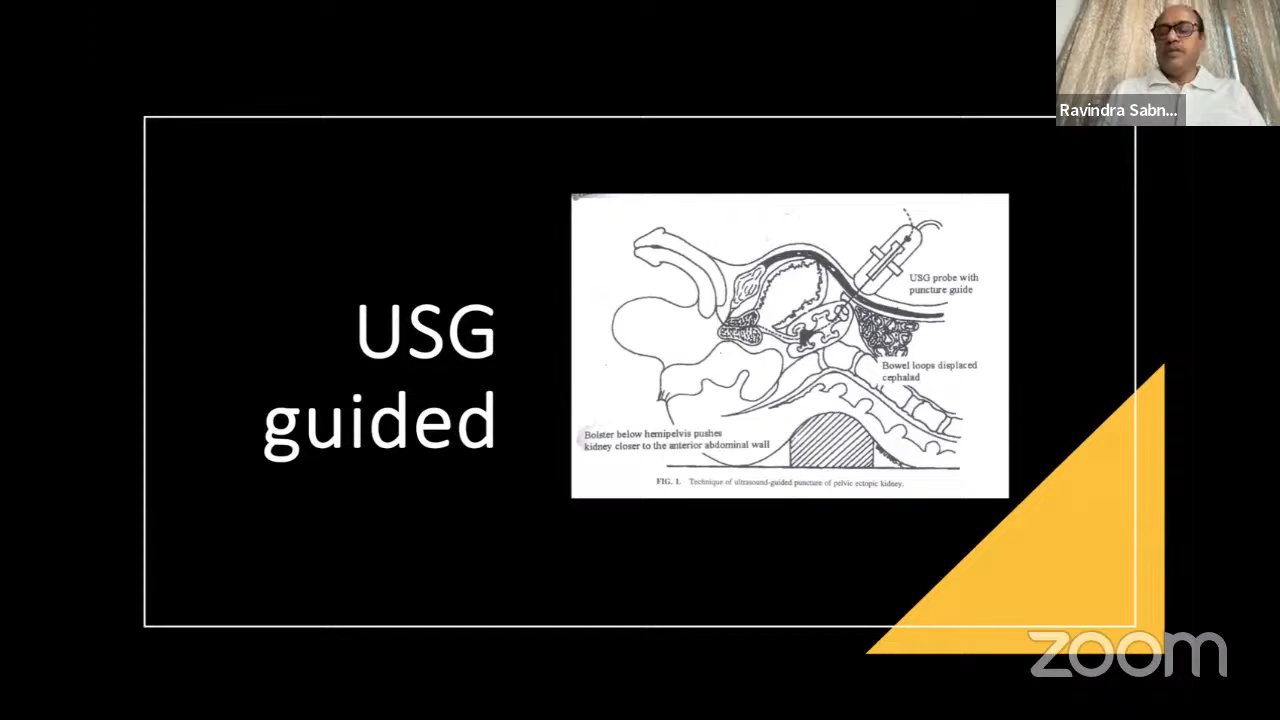 Ravindra Sabn...
USG
guided
USG probe with
puncture guide
Bowel loops displaced
cephalad
Bolster below hemipelvis pushes
kidney closer to the anterior abdominal wall
FIG. 1. Technique of ultrasound-guided puncture of pelvic ectopic kidney.
zoom